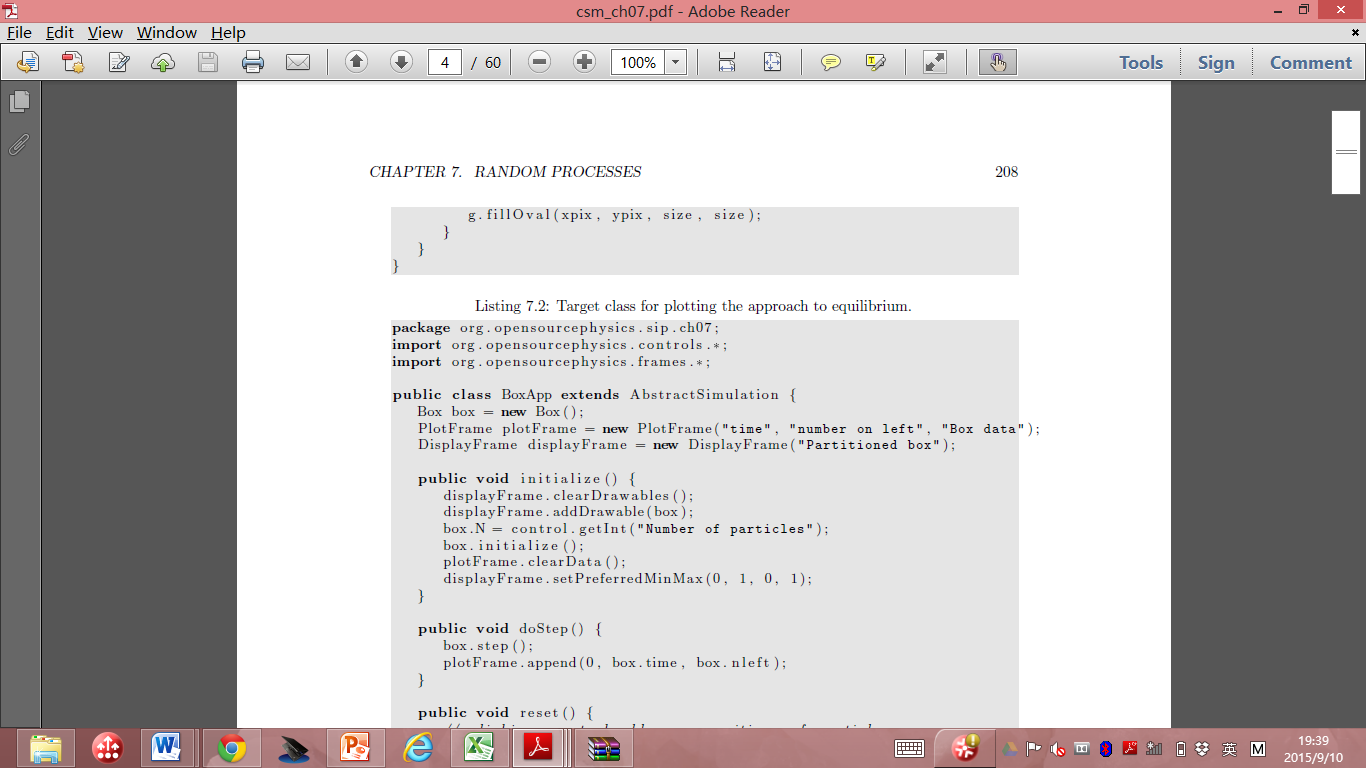 csm_ch07.pdf - Adobe Reader
File Edit View Window Help
4 / 60 100% Tools Sign Comment
CHAPTER 7. RANDOM PROCESSES 208
g.fillOval(xpix, ypix, size, size);
}
}
}
Listing 7.2: Target class for plotting the approach to equilibrium.
package org.opensourcephysics.sip.ch07;
import org.opensourcephysics.controls.*;
import org.opensourcephysics.frames.*;
public class BoxApp extends AbstractSimulation {
Box box = new Box();
PlotFrame plotFrame = new PlotFrame("time", "number on left", "Box data");
DisplayFrame displayFrame = new DisplayFrame("Partitioned box");
public void initialize() {
displayFrame.clearDrawables();
displayFrame.addDrawable(box);
box.N = control.getInt("Number of particles");
box.initialize();
plotFrame.clearData();
displayFrame.setPreferredMinMax(0, 1, 0, 1);
}
public void doStep() {
box.step();
plotFrame.append(0, box.time, box.nleft);
}
public void reset() {
英 M 19:39
2015/9/10